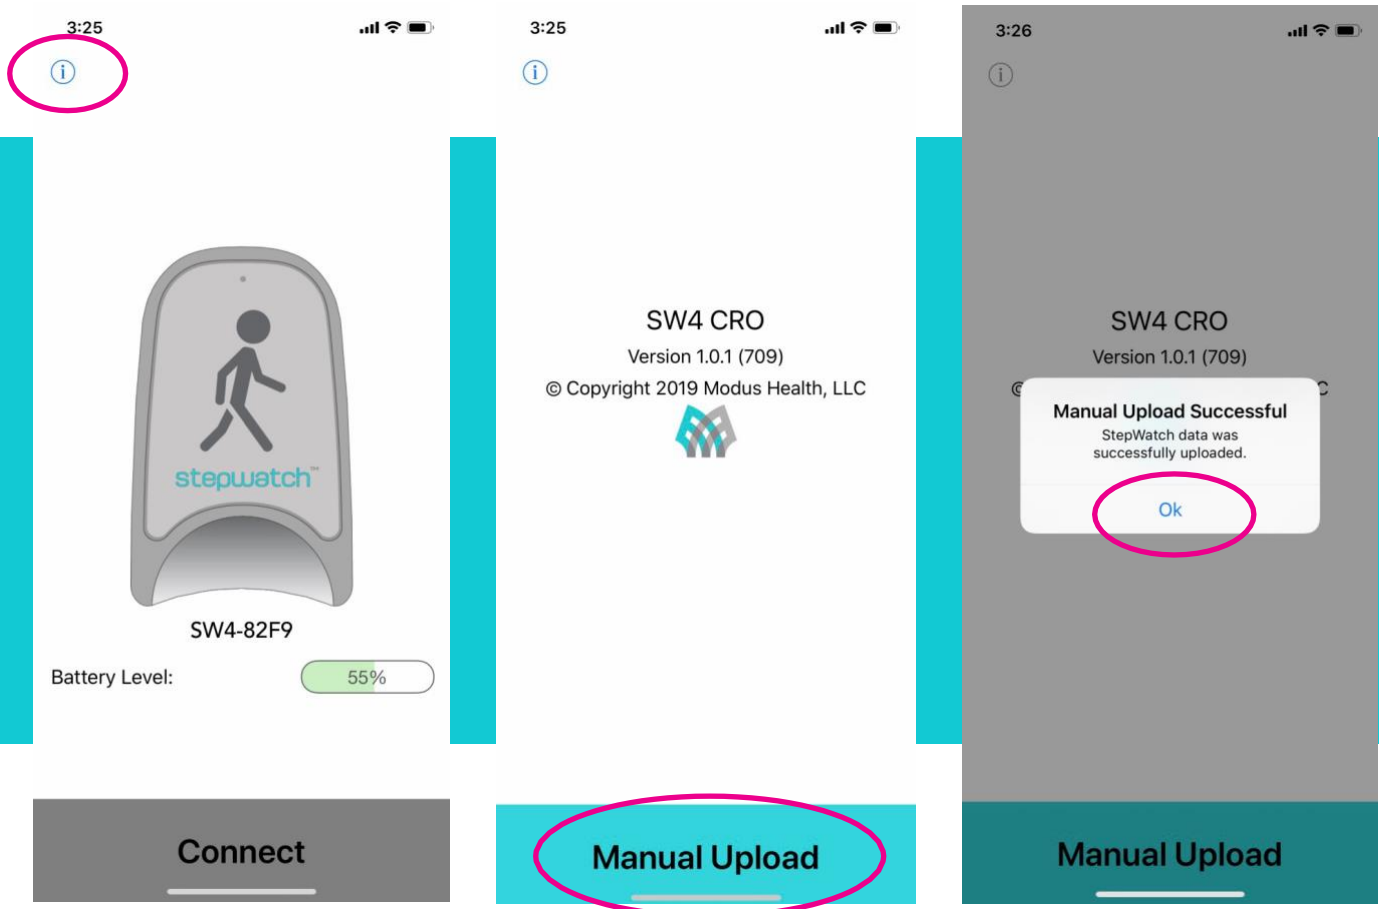 3:25
i
stepwatch™
SW4-82F9
Battery Level:
55%
Connect
3:25
i
SW4 CRO
Version 1.0.1 (709)
© Copyright 2019 Modus Health, LLC
Manual Upload
3:26
i
SW4 CRO
Version 1.0.1 (709)
© C
Manual Upload Successful
StepWatch data was
successfully uploaded.
Ok
Manual Upload